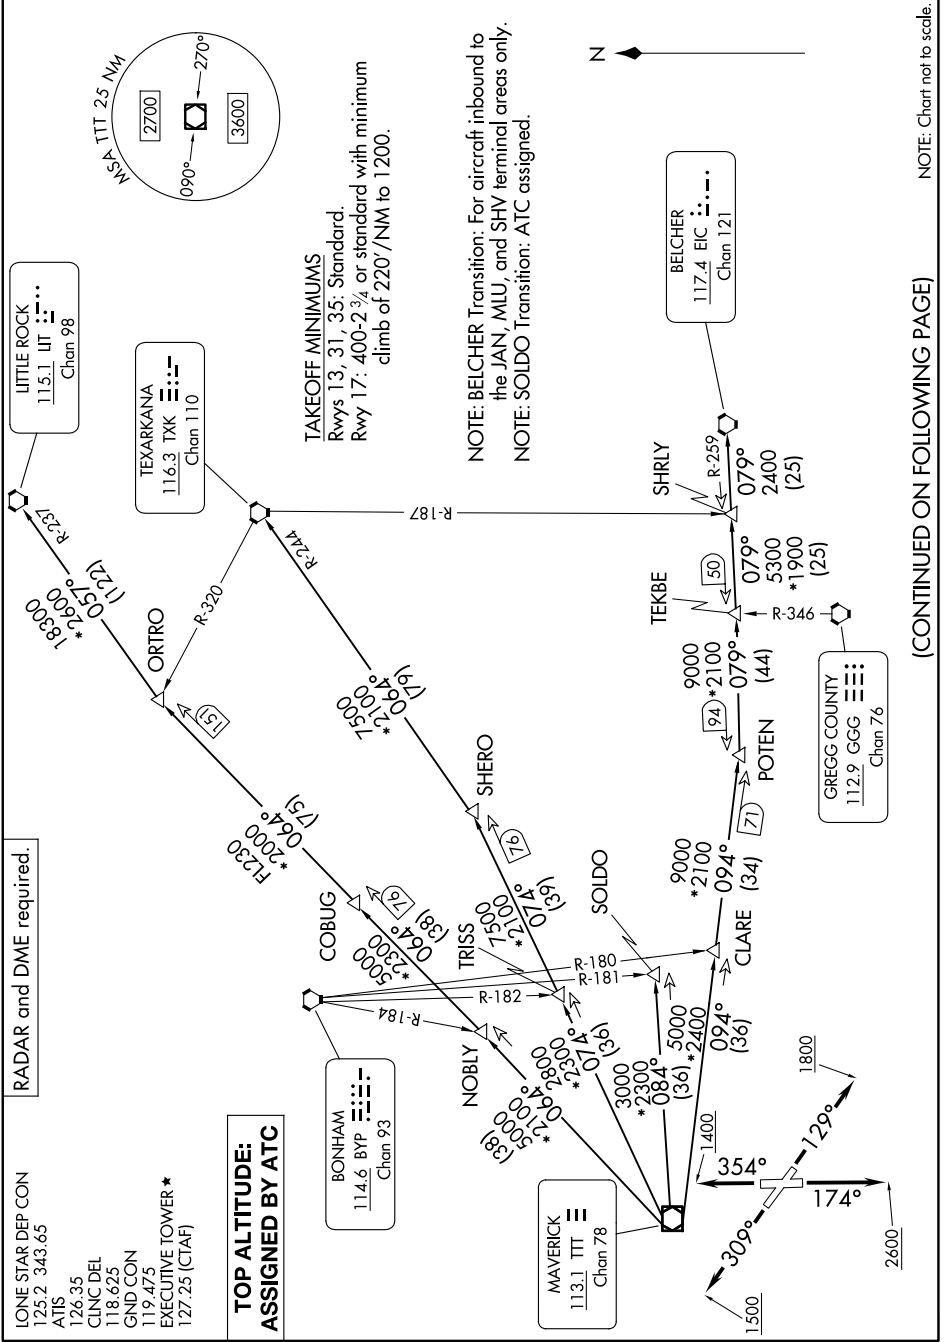 LONE STAR DEP CON
125.2 343.65
ATIS
126.35
CLNC DEL
118.625
GND CON
119.475
EXECUTIVE TOWER ★
127.25 (CTAF)
RADAR and DME required.
TOP ALTITUDE:
ASSIGNED BY ATC
LITTLE ROCK
115.1 LIT
Chan 98
R-237
18300
*2600
057°
(122)
ORTRO
R-320
151
FL230
*2000
064°
(75)
COBUG
76
5000
*2300
064°
(38)
NOBLY
5000
*2100
064°
(38)
BONHAM
114.6 BYP
Chan 93
R-184
R-182
R-181
R-180
TEXARKANA
116.3 TXK
Chan 110
R-244
R-187
7500
*2100
064°
(79)
SHERO
76
7500
*2100
074°
(39)
TRISS
2800
*2300
074°
(36)
SOLDO
3000
*2300
084°
(36)
5000
*2400
094°
(36)
CLARE
9000
*2100
094°
(34)
71
POTEN
94
9000
*2100
079°
(44)
TEKBE
50
5300
079°
*1900
(25)
SHRLY
R-259
079°
2400
(25)
R-346
BELCHER
117.4 EIC
Chan 121
GREGG COUNTY
112.9 GGG
Chan 76
MAVERICK
113.1 TTT
Chan 78
354°
1400
129°
1800
174°
2600
309°
1500
MSA TTT 25 NM
2700
090°
270°
3600
TAKEOFF MINIMUMS
Rwys 13, 31, 35: Standard.
Rwy 17: 400-2¾ or standard with minimum
climb of 220'/NM to 1200.
NOTE: BELCHER Transition: For aircraft inbound to
the JAN, MLU, and SHV terminal areas only.
NOTE: SOLDO Transition: ATC assigned.
N
NOTE: Chart not to scale.
(CONTINUED ON FOLLOWING PAGE)